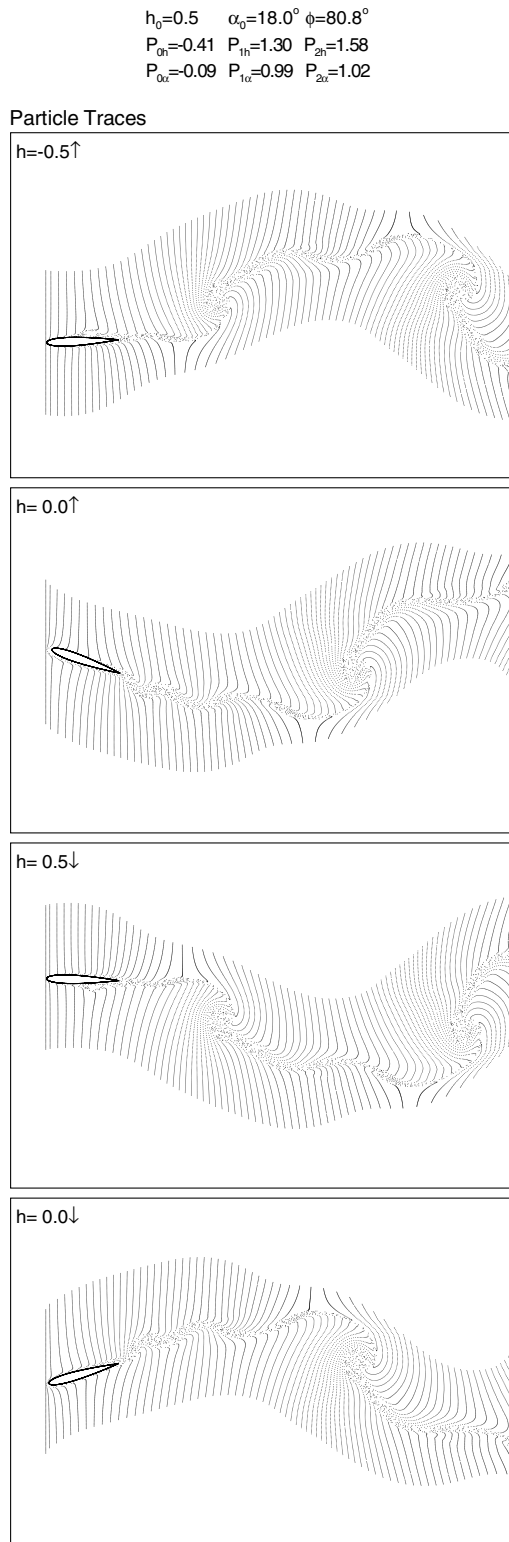 h₀=0.5 α₀=18.0° ϕ=80.8°
P₀ₕ=-0.41 P₁ₕ=1.30 P₂ₕ=1.58
P₀α=-0.09 P₁α=0.99 P₂α=1.02
Particle Traces
h=-0.5↑
h= 0.0↑
h= 0.5↓
h= 0.0↓